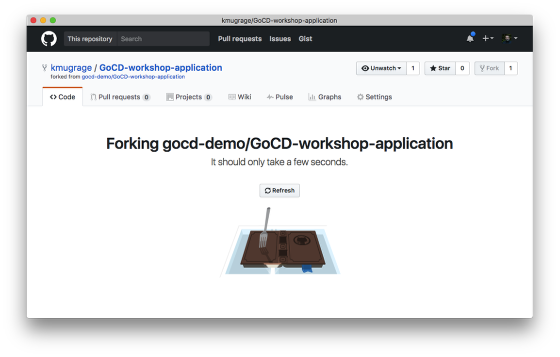 kmugrage/GoCD-workshop-application
This repository Search Pull requests Issues Gist
kmugrage / GoCD-workshop-application
forked from gocd-demo/GoCD-workshop-application
Unwatch 1 Star 0 Fork 1
Code Pull requests 0 Projects 0 Wiki Pulse Graphs Settings
Forking gocd-demo/GoCD-workshop-application
It should only take a few seconds.
Refresh